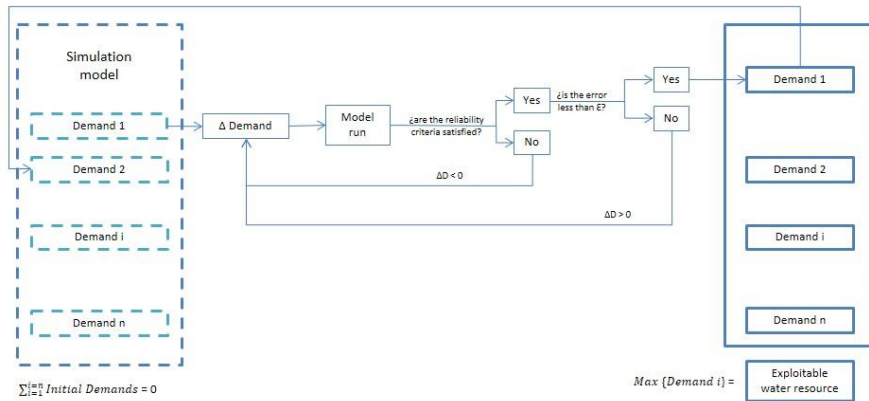 Simulation
model
Demand 1
Demand 2
Demand i
Demand n
Δ Demand
Model
run
¿are the reliability
criteria satisfied?
Yes
No
¿is the error
less than Ɛ?
Yes
No
ΔD < 0
ΔD > 0
Demand 1
Demand 2
Demand i
Demand n
∑_{i=1}^{i=n} Initial Demands = 0
Max {Demand i} =
Exploitable
water resource